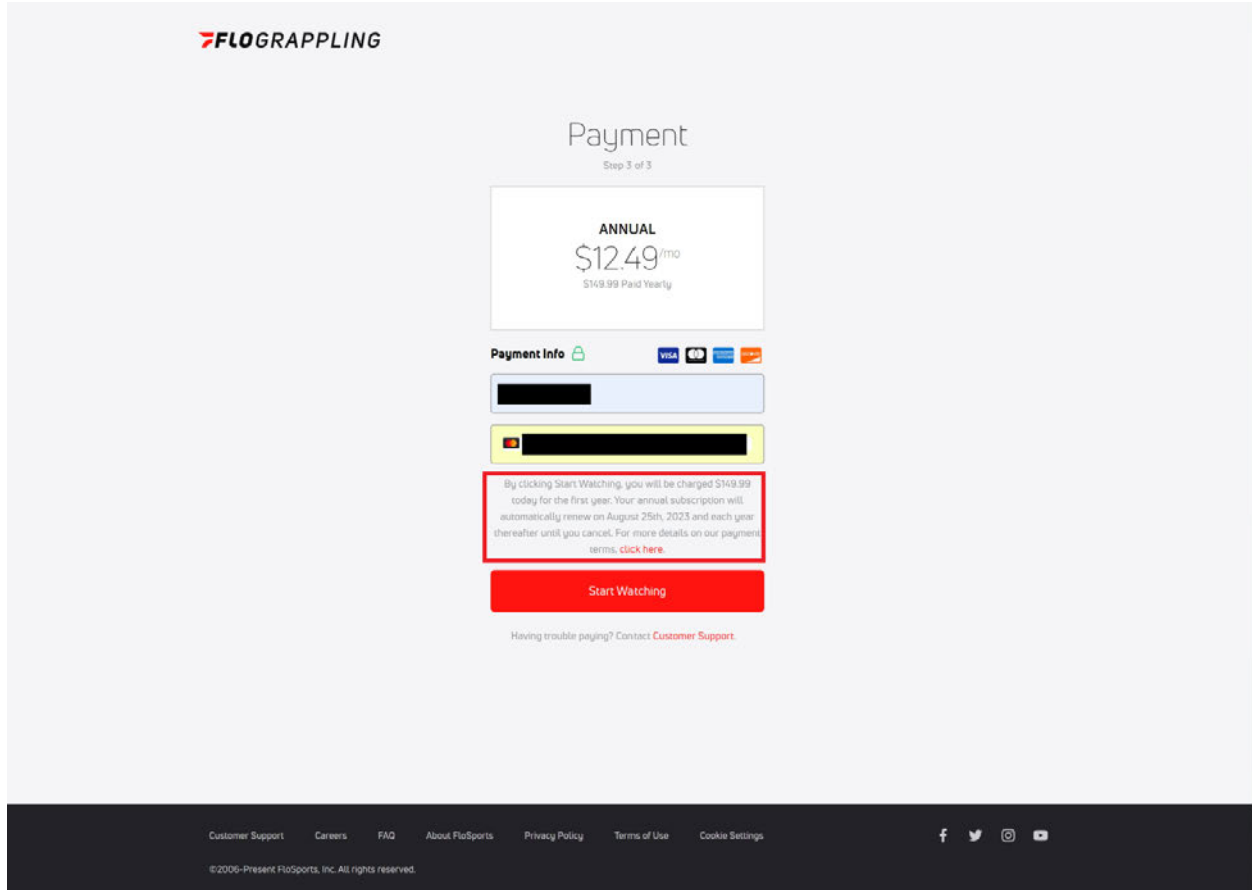 FLOGRAPPLING
Payment
Step 3 of 3
ANNUAL
$12.49/mo
$149.99 Paid Yearly
Payment Info
VISA
By clicking Start Watching, you will be charged $149.99
today for the first year. Your annual subscription will
automatically renew on August 25th, 2023 and each year
thereafter until you cancel. For more details on our payment
terms, click here.
Start Watching
Having trouble paying? Contact Customer Support.
Customer Support Careers FAQ About FloSports Privacy Policy Terms of Use Cookie Settings
©2006-Present FloSports, Inc. All rights reserved.